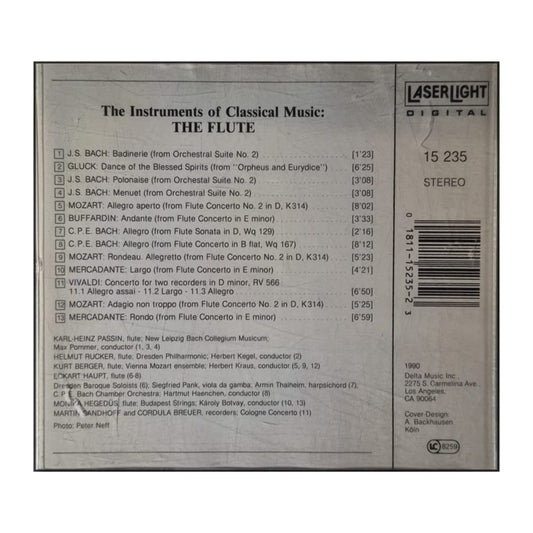 The Instruments of Classical Music:
THE FLUTE
1 J.S. BACH: Badinerie (from Orchestral Suite No. 2) [1'23]
2 GLUCK: Dance of the Blessed Spirits (from "Orpheus and Eurydice") [6'25]
3 J.S. BACH: Polonaise (from Orchestral Suite No. 2) [3'08]
4 J.S. BACH: Menuet (from Orchestral Suite No. 2) [3'08]
5 MOZART: Allegro aperto (from Flute Concerto No. 2 in D, K314) [8'02]
6 BUFFARDIN: Andante (from Flute Concerto in E minor) [3'33]
7 C.P.E. BACH: Allegro (from Flute Sonata in D, Wq 129) [2'16]
8 C.P.E. BACH: Allegro (from Flute Concerto in B flat, Wq 167) [8'12]
9 MOZART: Rondeau. Allegretto (from Flute Concerto No. 2 in D, K314) [5'23]
10 MERCADANTE: Largo (from Flute Concerto in E minor) [4'21]
11 VIVALDI: Concerto for two recorders in D minor, RV 566
11.1 Allegro assai - 11.2 Largo - 11.3 Allegro [6'50]
12 MOZART: Adagio non troppo (from Flute Concerto No. 2 in D, K314) [5'25]
13 MERCADANTE: Rondo (from Flute Concerto in E minor) [6'59]
KARL-HEINZ PASSIN, flute; New Leipzig Bach Collegium Musicum;
Max Pommer, conductor (1, 3, 4)
HELMUT RUCKER, flute; Dresden Philharmonic, Herbert Kegel (2)
KURT BERGER, flute; Vienna Mozart ensemble; Herbert Kraus, conductor (5, 9, 12)
ECKART HAUPT, flute (6-8)
Dresden Baroque Soloists (6), Siegfried Pank, viola da gamba, Armin Thalheim, harpsichord (7)
C.P.E. Bach Chamber Orchestra; Hartmut Haenchen, conductor (8)
MONIKA HEGEDÜS, flute; Budapest Strings; Károly Botvay, conductor (10, 13)
MARTIN SANDHOFF and CORDULA BREUER, recorders; Cologne Concerto (11)
Photo: Peter Neff
LASERLIGHT
DIGITAL
15 235
STEREO
0 18111-15235-2 3
1990
Delta Music Inc.,
2275 S. Carmelina Ave.
Los Angeles,
CA 90064
Cover-Design:
A. Backhausen
Köln
LC 8259